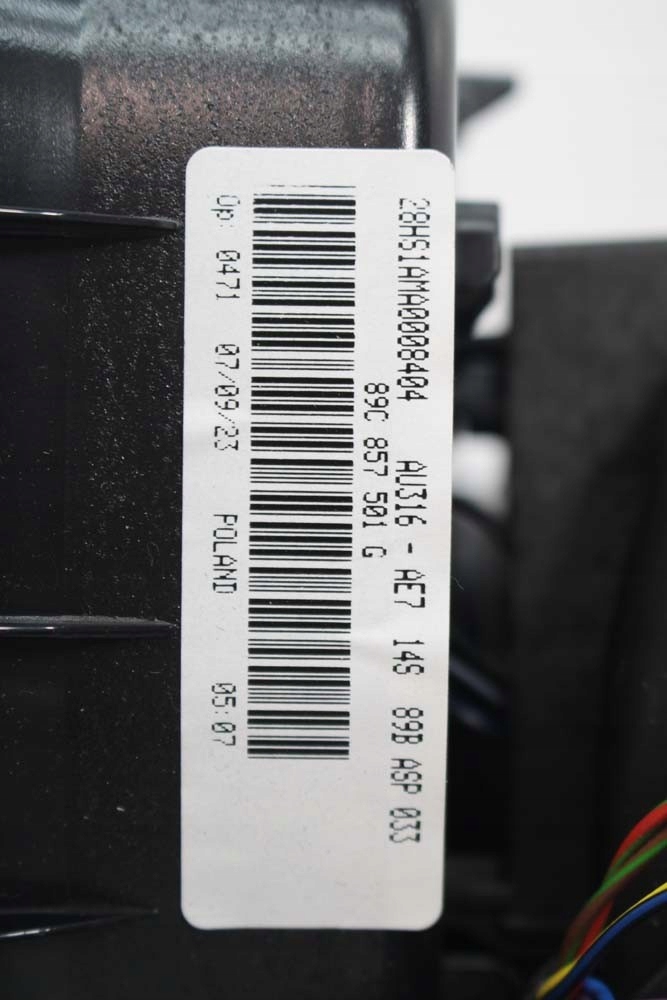 28HS1AMA0008404 AU316 - AE7 14S 89B ASP 033
89C 857 501 G
Op: 0471 07/09/23 POLAND 05:07